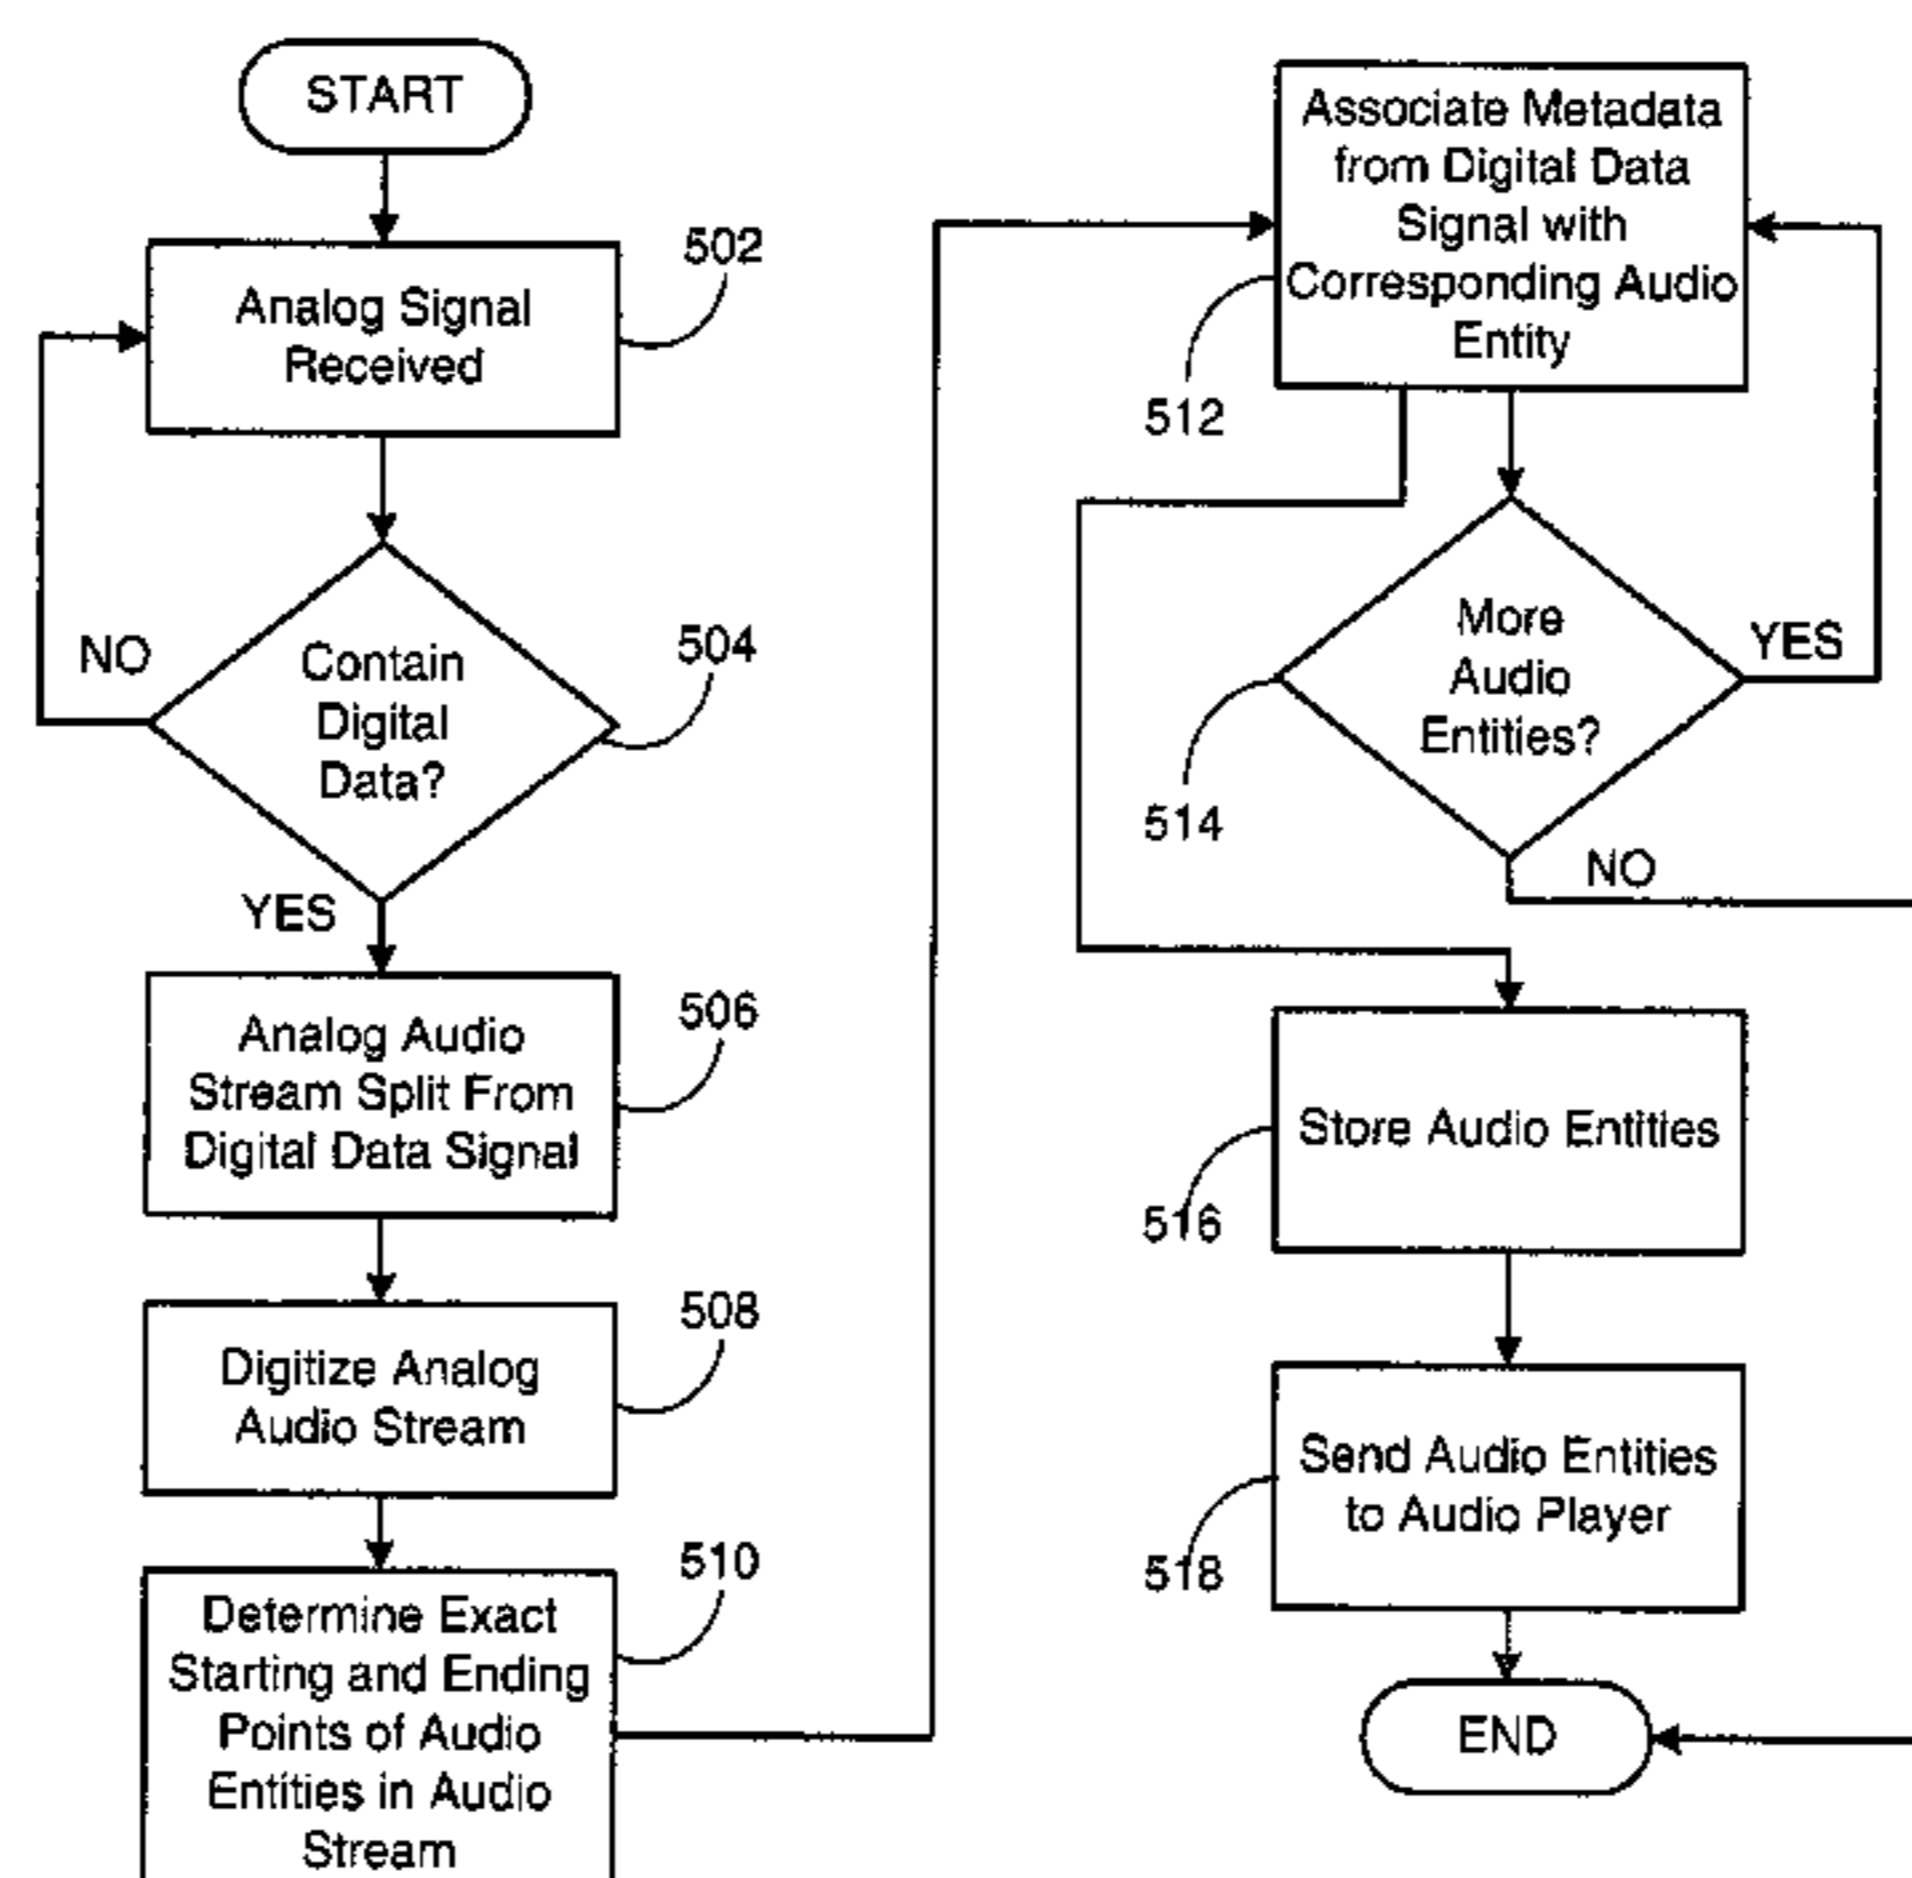 START
Analog Signal
Received
502
Contain
Digital
Data?
504
NO
YES
Analog Audio
Stream Split From
Digital Data Signal
506
Digitize Analog
Audio Stream
508
Determine Exact
Starting and Ending
Points of Audio
Entities in Audio
Stream
510
Associate Metadata
from Digital Data
Signal with
Corresponding Audio
Entity
512
More
Audio
Entities?
514
YES
NO
Store Audio Entities
516
Send Audio Entities
to Audio Player
518
END